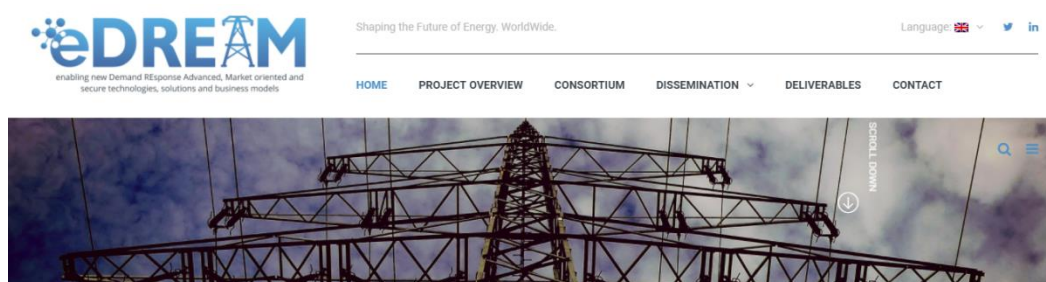 eDREAM
enabling new Demand REsponse Advanced, Market oriented and
secure technologies, solutions and business models
Shaping the Future of Energy. WorldWide.
Language:
HOME PROJECT OVERVIEW CONSORTIUM DISSEMINATION DELIVERABLES CONTACT
SCROLL DOWN